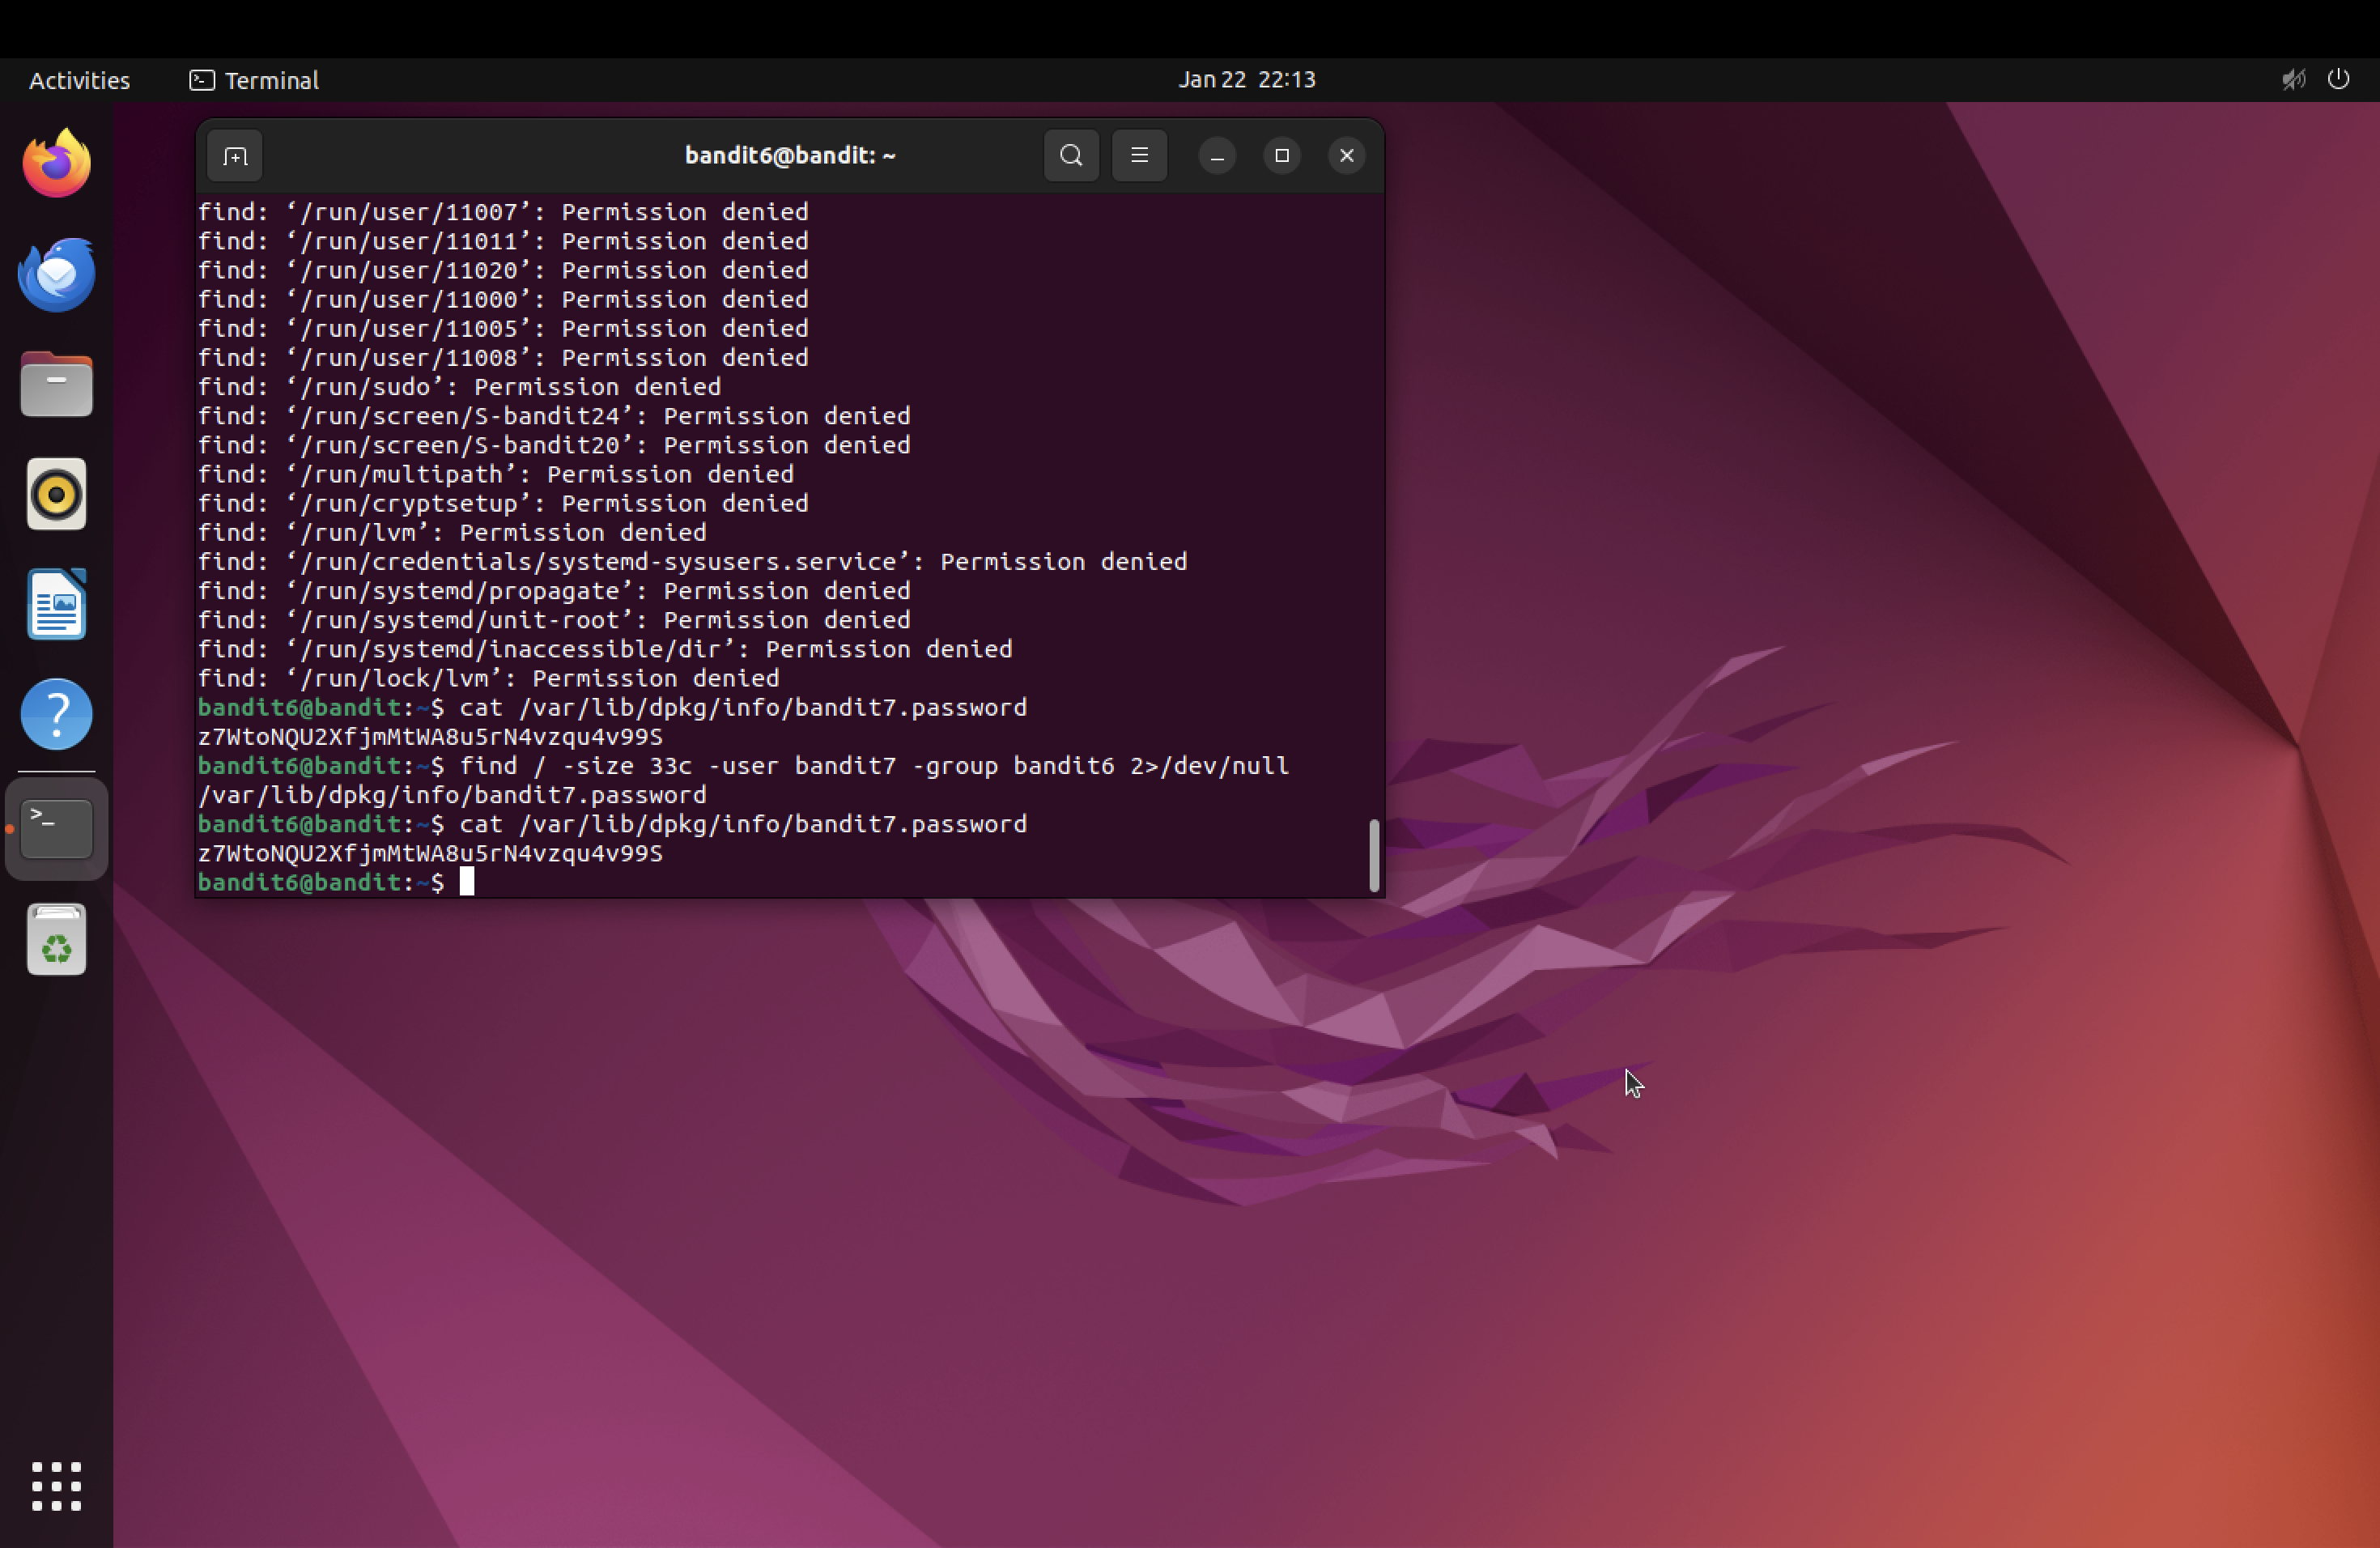 Activities
Terminal
Jan 22 22:13
bandit6@bandit: ~
find: ‘/run/user/11007’: Permission denied
find: ‘/run/user/11011’: Permission denied
find: ‘/run/user/11020’: Permission denied
find: ‘/run/user/11000’: Permission denied
find: ‘/run/user/11005’: Permission denied
find: ‘/run/user/11008’: Permission denied
find: ‘/run/sudo’: Permission denied
find: ‘/run/screen/S-bandit24’: Permission denied
find: ‘/run/screen/S-bandit20’: Permission denied
find: ‘/run/multipath’: Permission denied
find: ‘/run/cryptsetup’: Permission denied
find: ‘/run/lvm’: Permission denied
find: ‘/run/credentials/systemd-sysusers.service’: Permission denied
find: ‘/run/systemd/propagate’: Permission denied
find: ‘/run/systemd/unit-root’: Permission denied
find: ‘/run/systemd/inaccessible/dir’: Permission denied
find: ‘/run/lock/lvm’: Permission denied
bandit6@bandit:~$ cat /var/lib/dpkg/info/bandit7.password
z7WtoNQU2XfjmMtWA8u5rN4vzqu4v99S
bandit6@bandit:~$ find / -size 33c -user bandit7 -group bandit6 2>/dev/null
/var/lib/dpkg/info/bandit7.password
bandit6@bandit:~$ cat /var/lib/dpkg/info/bandit7.password
z7WtoNQU2XfjmMtWA8u5rN4vzqu4v99S
bandit6@bandit:~$